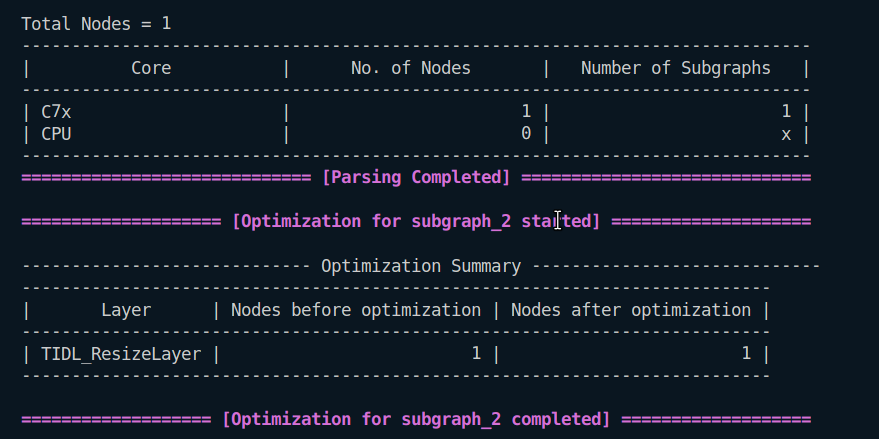 Total Nodes = 1
-------------------------------------------------------------------------------
|          Core           |      No. of Nodes       |   Number of Subgraphs   |
-------------------------------------------------------------------------------
| C7x                     |                       1 |                       1 |
| CPU                     |                       0 |                       x |
-------------------------------------------------------------------------------
============================= [Parsing Completed] =============================
==================== [Optimization for subgraph_2 started] ====================
----------------------------- Optimization Summary -----------------------------
---------------------------------------------------------------------------
|       Layer      | Nodes before optimization | Nodes after optimization |
---------------------------------------------------------------------------
| TIDL_ResizeLayer |                         1 |                        1 |
---------------------------------------------------------------------------
=================== [Optimization for subgraph_2 completed] ===================